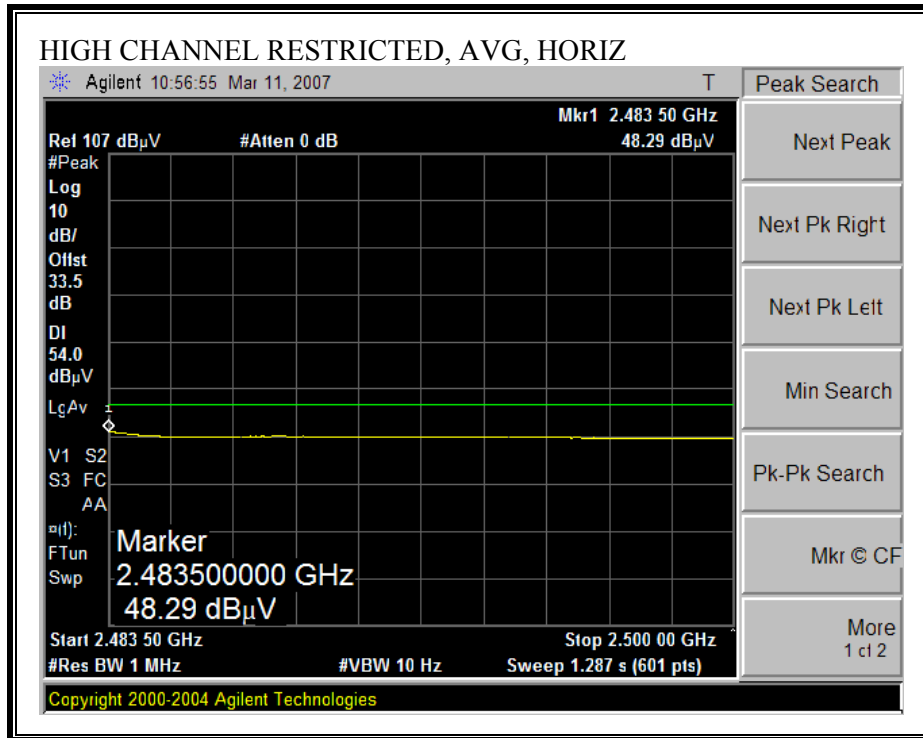 HIGH CHANNEL RESTRICTED, AVG, HORIZ
Agilent 10:56:55 Mar 11, 2007 T
Peak Search
Mkr1 2.483 50 GHz
Ref 107 dBµV #Atten 0 dB 48.29 dBµV
#Peak
Log
10
dB/
Offst
33.5
dB
DI
54.0
dBµV
LgAv
1
V1 S2
S3 FC
AA
¤(f):
FTun
Swp
Marker
2.483500000 GHz
48.29 dBµV
Start 2.483 50 GHz Stop 2.500 00 GHz ^
#Res BW 1 MHz #VBW 10 Hz Sweep 1.287 s (601 pts)
Copyright 2000-2004 Agilent Technologies
Next Peak
Next Pk Right
Next Pk Left
Min Search
Pk-Pk Search
Mkr © CF
More
1 of 2